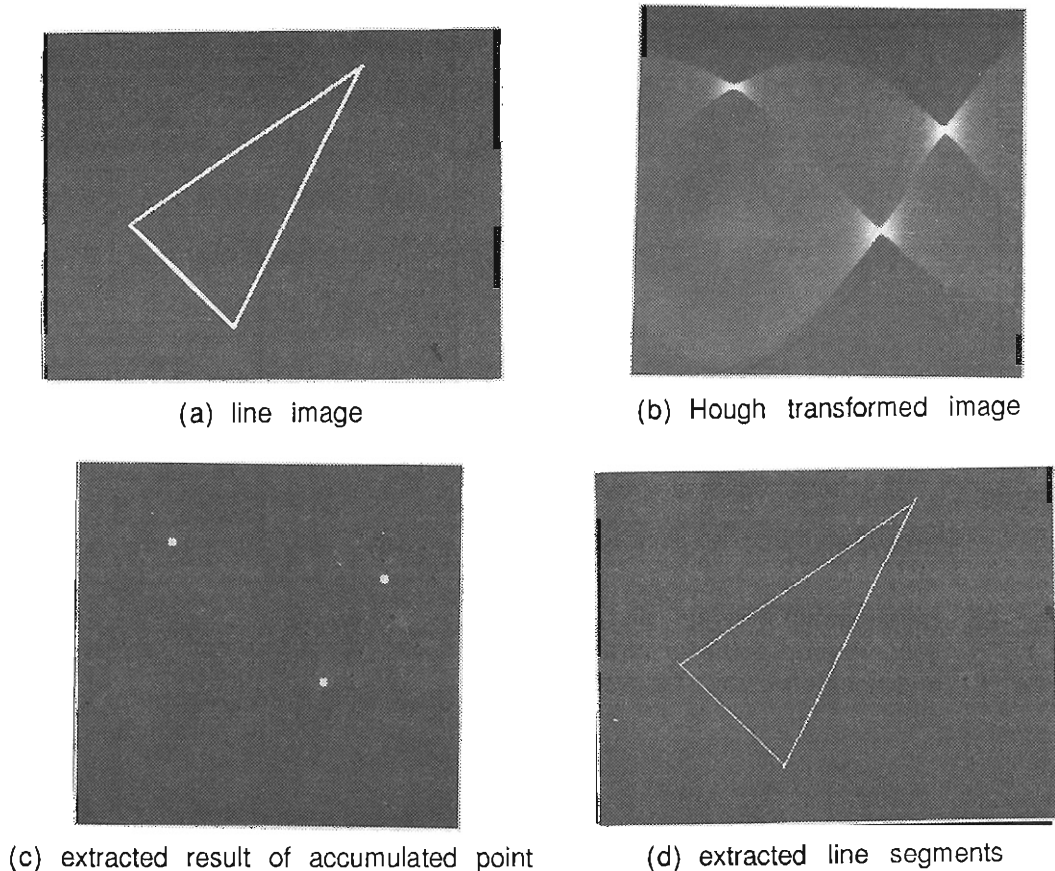 (a) line image
(b) Hough transformed image
(c) extracted result of accumulated point
(d) extracted line segments